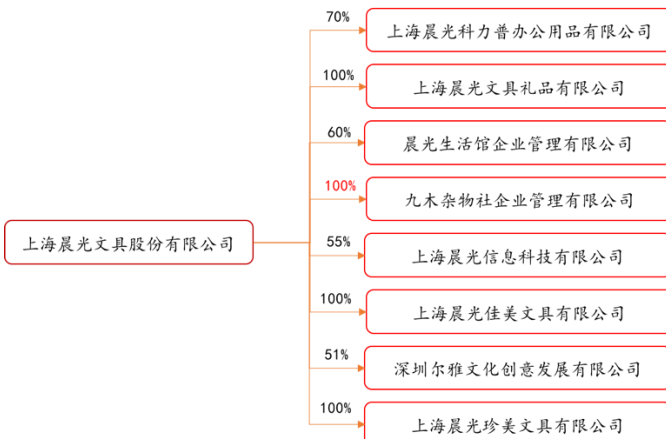 70%
上海晨光科力普办公用品有限公司
100%
上海晨光文具礼品有限公司
60%
晨光生活馆企业管理有限公司
100%
九木杂物社企业管理有限公司
上海晨光文具股份有限公司
55%
上海晨光信息科技有限公司
100%
上海晨光佳美文具有限公司
51%
深圳尔雅文化创意发展有限公司
100%
上海晨光珍美文具有限公司